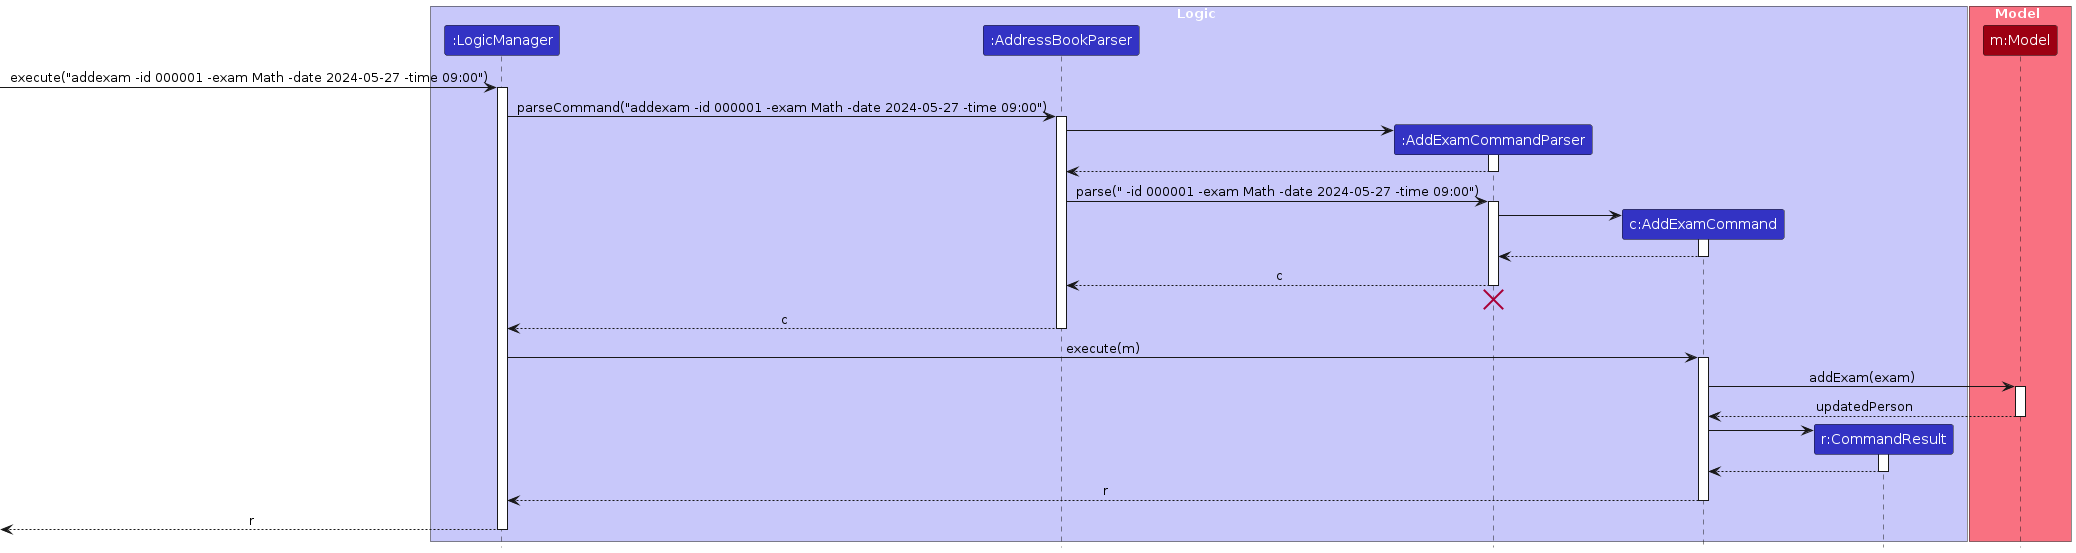 Logic
Model
:LogicManager
:AddressBookParser
m:Model
execute("addexam -id 000001 -exam Math -date 2024-05-27 -time 09:00")
parseCommand("addexam -id 000001 -exam Math -date 2024-05-27 -time 09:00")
:AddExamCommandParser
parse(" -id 000001 -exam Math -date 2024-05-27 -time 09:00")
c:AddExamCommand
c
c
execute(m)
addExam(exam)
updatedPerson
r:CommandResult
r
r